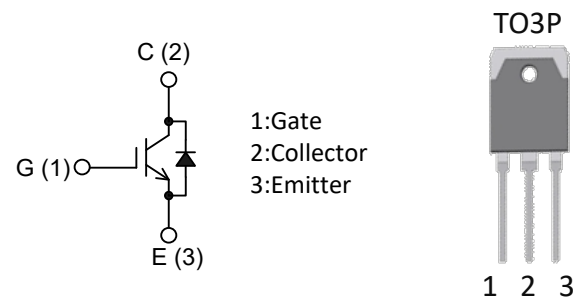 C (2)
G (1)
E (3)
1:Gate
2:Collector
3:Emitter
TO3P
1 2 3